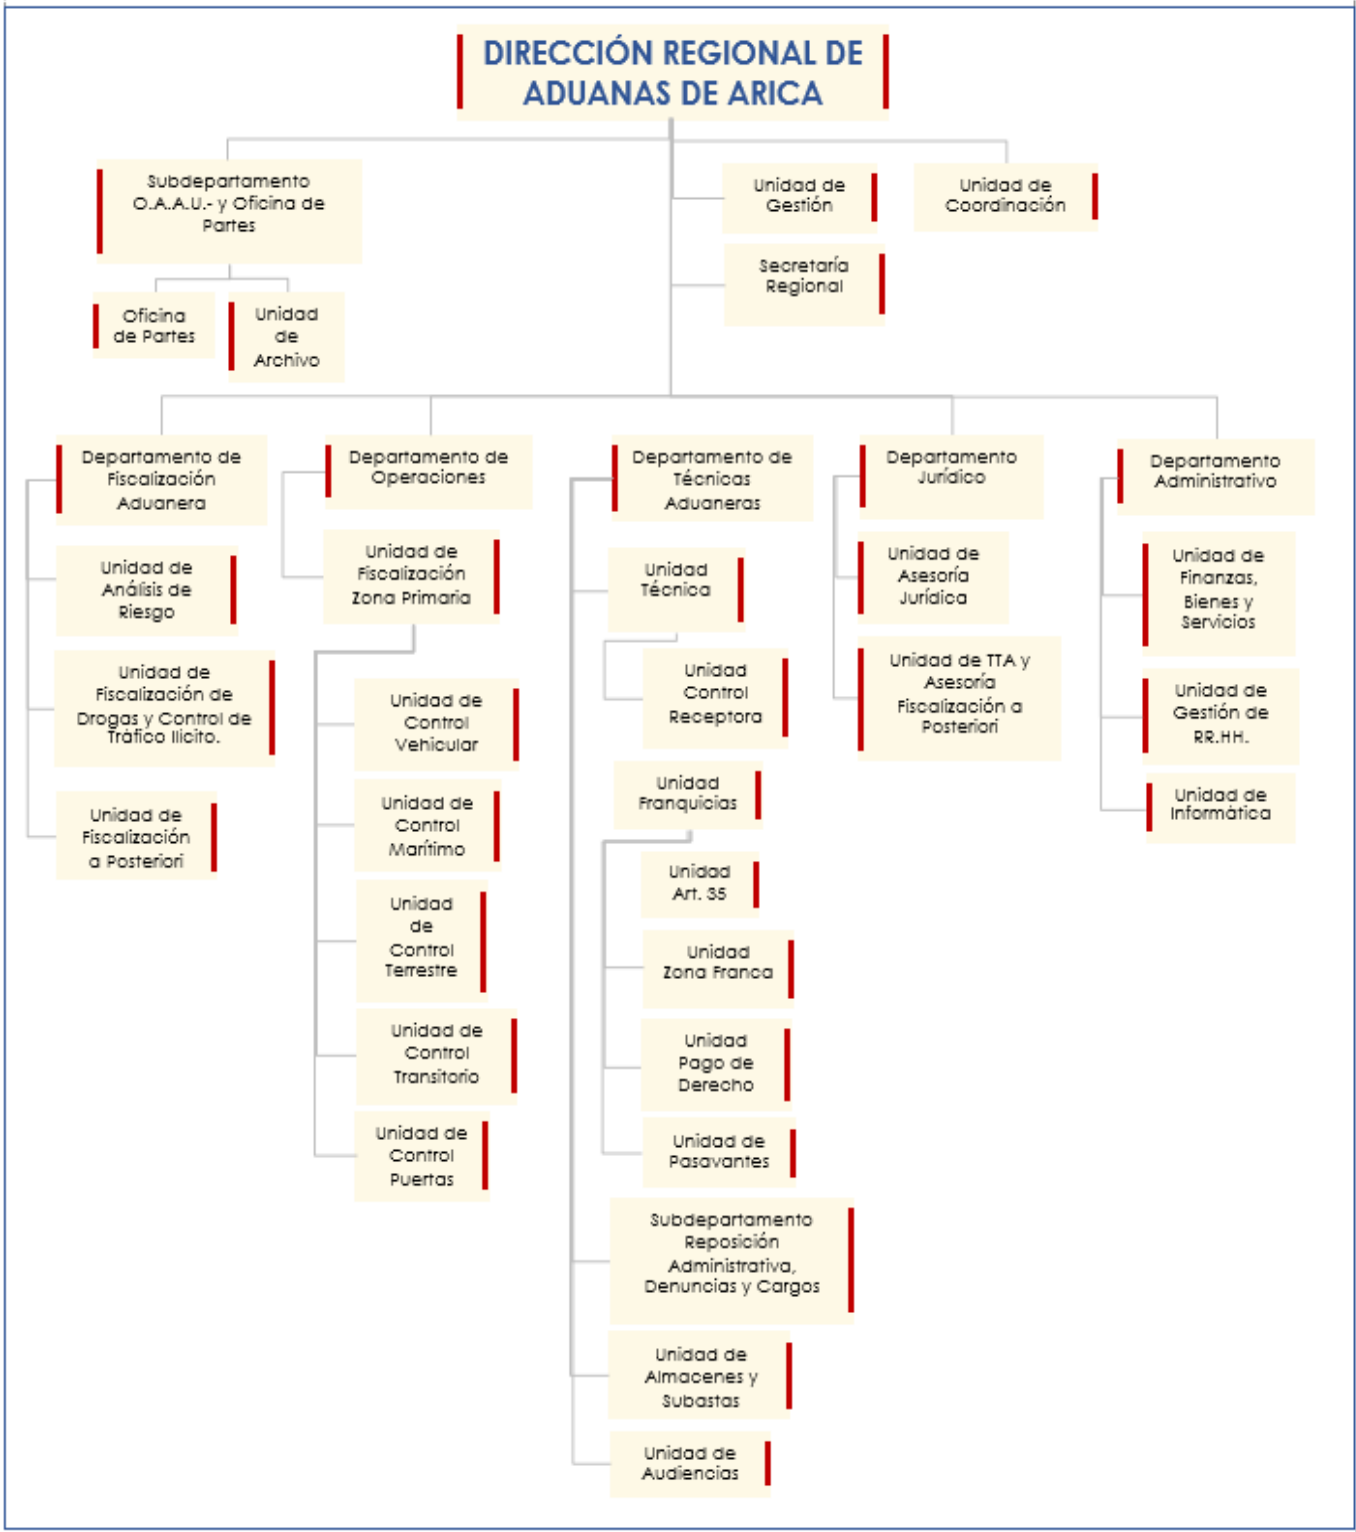 DIRECCIÓN REGIONAL DE
ADUANAS DE ARICA
Subdepartamento
O.A.A.U.- y Oficina de
Partes
Unidad de
Gestión
Unidad de
Coordinación
Secretaría
Regional
Oficina
de Partes
Unidad
de
Archivo
Departamento de
Fiscalización
Aduanera
Unidad de
Análisis de
Riesgo
Unidad de
Fiscalización de
Drogas y Control de
Tráfico Ilícito.
Unidad de
Fiscalización
a Posteriori
Departamento de
Operaciones
Unidad de
Fiscalización
Zona Primaria
Unidad de
Control
Vehicular
Unidad de
Control
Marítimo
Unidad
de
Control
Terrestre
Unidad de
Control
Transitorio
Unidad de
Control
Puertas
Departamento de
Técnicas
Aduaneras
Unidad
Técnica
Unidad
Control
Receptora
Unidad
Franquicias
Unidad
Art. 35
Unidad
Zona Franca
Unidad
Pago de
Derecho
Unidad de
Pasavantes
Subdepartamento
Reposición
Administrativa,
Denuncias y Cargos
Unidad de
Almacenes y
Subastas
Unidad de
Audiencias
Departamento
Jurídico
Unidad de
Asesoría
Jurídica
Unidad de TTA y
Asesoría
Fiscalización a
Posteriori
Departamento
Administrativo
Unidad de
Finanzas,
Bienes y
Servicios
Unidad de
Gestión de
RR.HH.
Unidad de
Informática